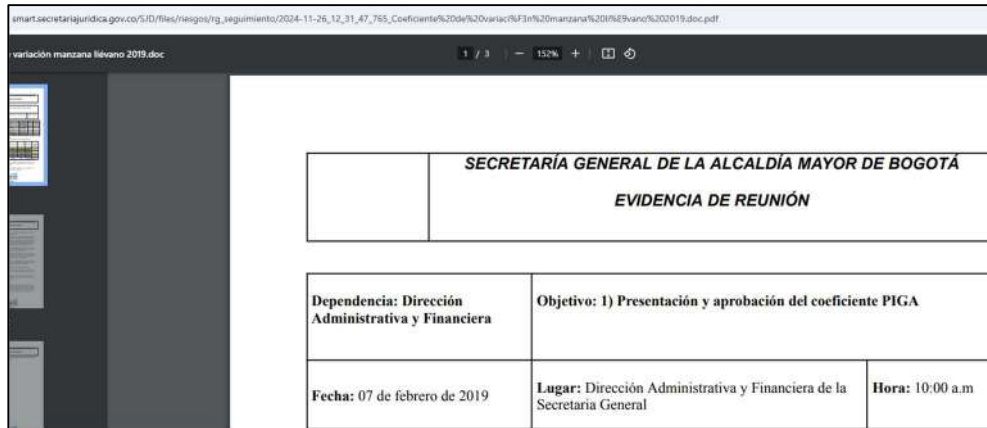 smart.secretariajuridica.gov.co/SJD/files/riesgos/rg_seguimiento/2024-11-26_12_31_47_765_Coeficiente%20de%20variaci%F3n%20manzana%20li%E9vano%202019.doc.pdf
variación manzana liévano 2019.doc
1 / 3
152%
SECRETARÍA GENERAL DE LA ALCALDÍA MAYOR DE BOGOTÁ
EVIDENCIA DE REUNIÓN
Dependencia: Dirección
Administrativa y Financiera
Objetivo: 1) Presentación y aprobación del coeficiente PIGA
Fecha: 07 de febrero de 2019
Lugar: Dirección Administrativa y Financiera de la
Secretaria General
Hora: 10:00 a.m